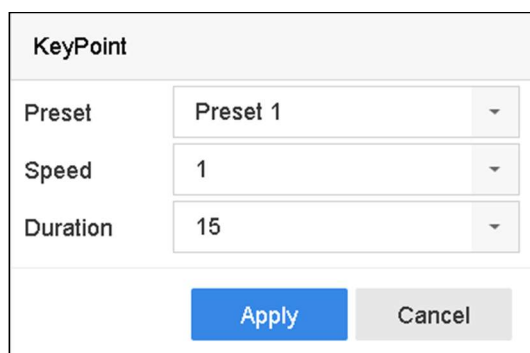 KeyPoint
Preset Preset 1
Speed 1
Duration 15
Apply Cancel